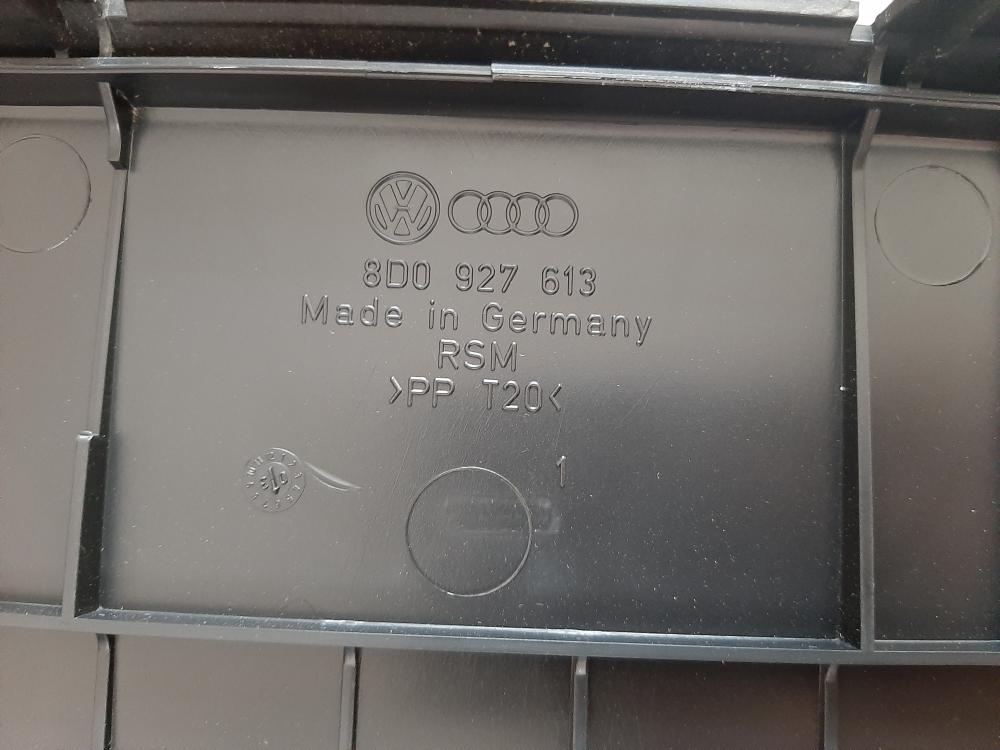 8D0 927 613
Made in Germany
RSM
>PP T20<
1